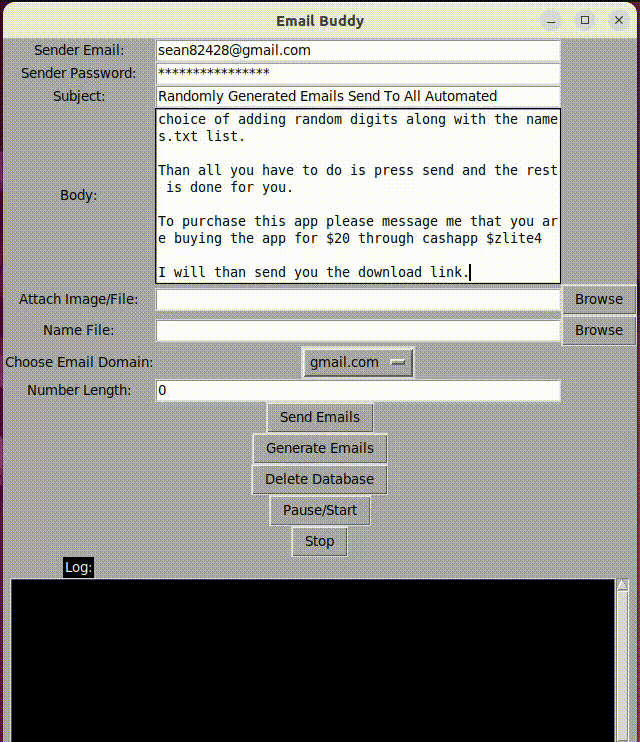 Email Buddy
Sender Email: sean82428@gmail.com
Sender Password: ****************
Subject: Randomly Generated Emails Send To All Automated
Body:
choice of adding random digits along with the name
s.txt list.
Than all you have to do is press send and the rest
is done for you.
To purchase this app please message me that you ar
e buying the app for $20 through cashapp $zlite4
I will than send you the download link.
Attach Image/File: Browse
Name File: Browse
Choose Email Domain: gmail.com
Number Length: 0
Send Emails
Generate Emails
Delete Database
Pause/Start
Stop
Log: